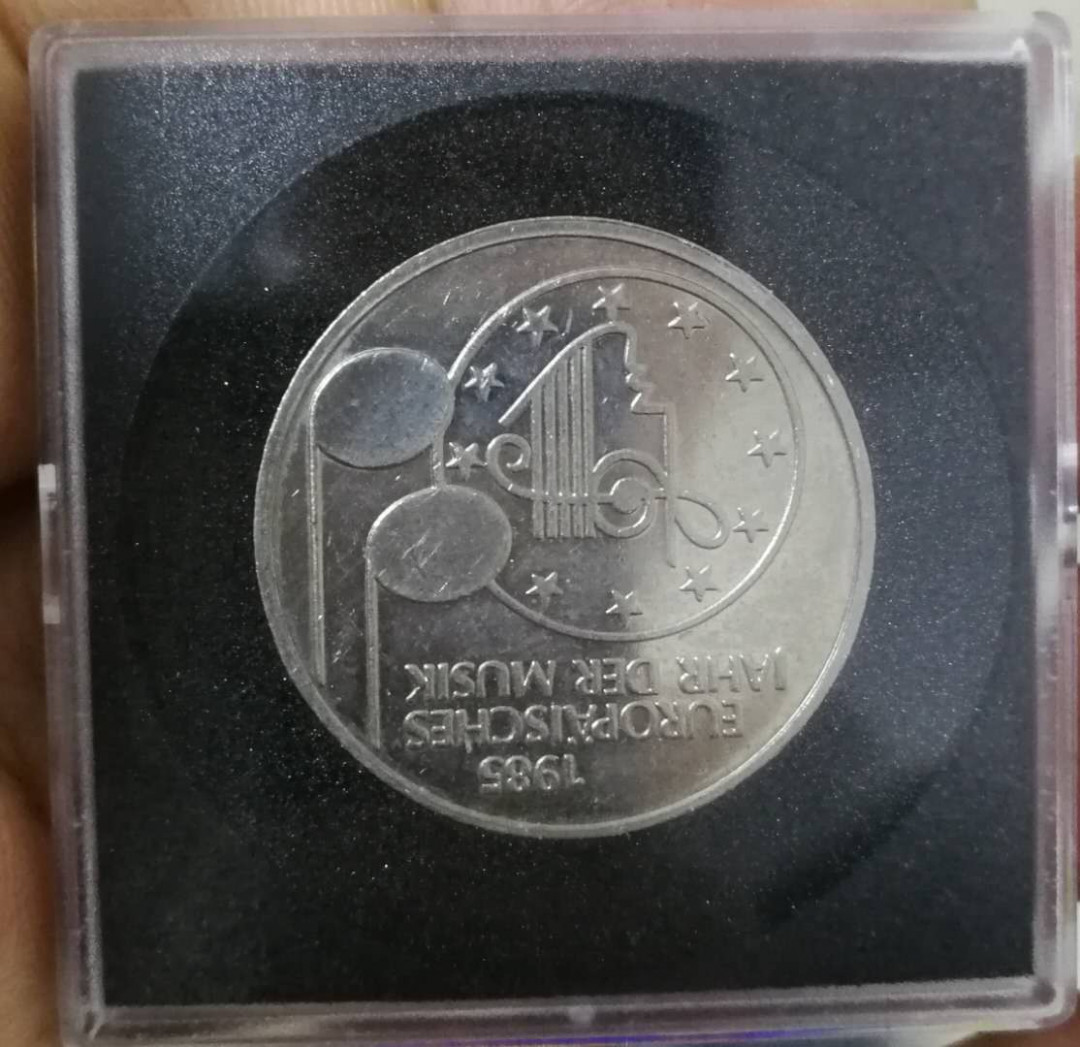 1985
EUROPÄISCHES
JAHR DER MUSIK